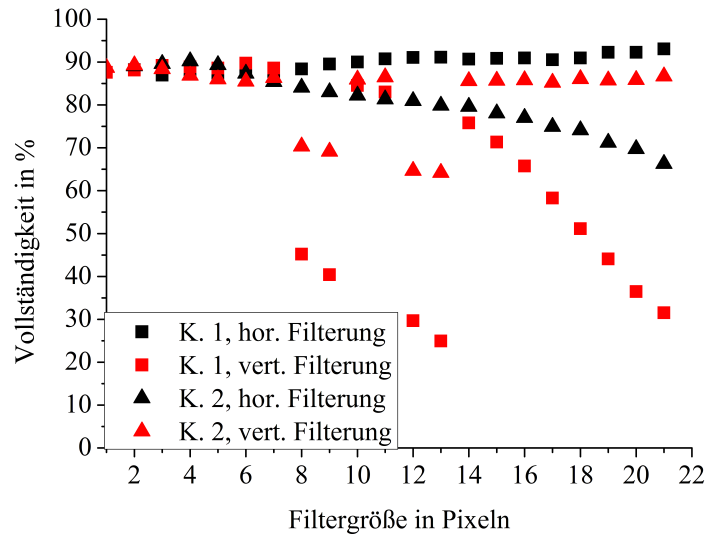 Vollständigkeit in %
100
90
80
70
60
50
40
30
20
10
0
K. 1, hor. Filterung
K. 1, vert. Filterung
K. 2, hor. Filterung
K. 2, vert. Filterung
2 4 6 8 10 12 14 16 18 20 22
Filtergröße in Pixeln